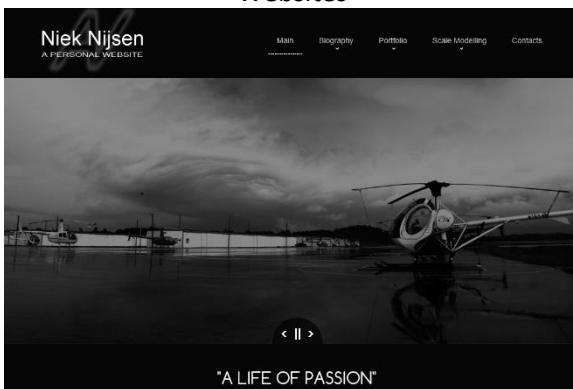 Websites
Niek Nijsen
A PERSONAL WEBSITE
Main Biography Portfolio Scale Modelling Contacts
"A LIFE OF PASSION"